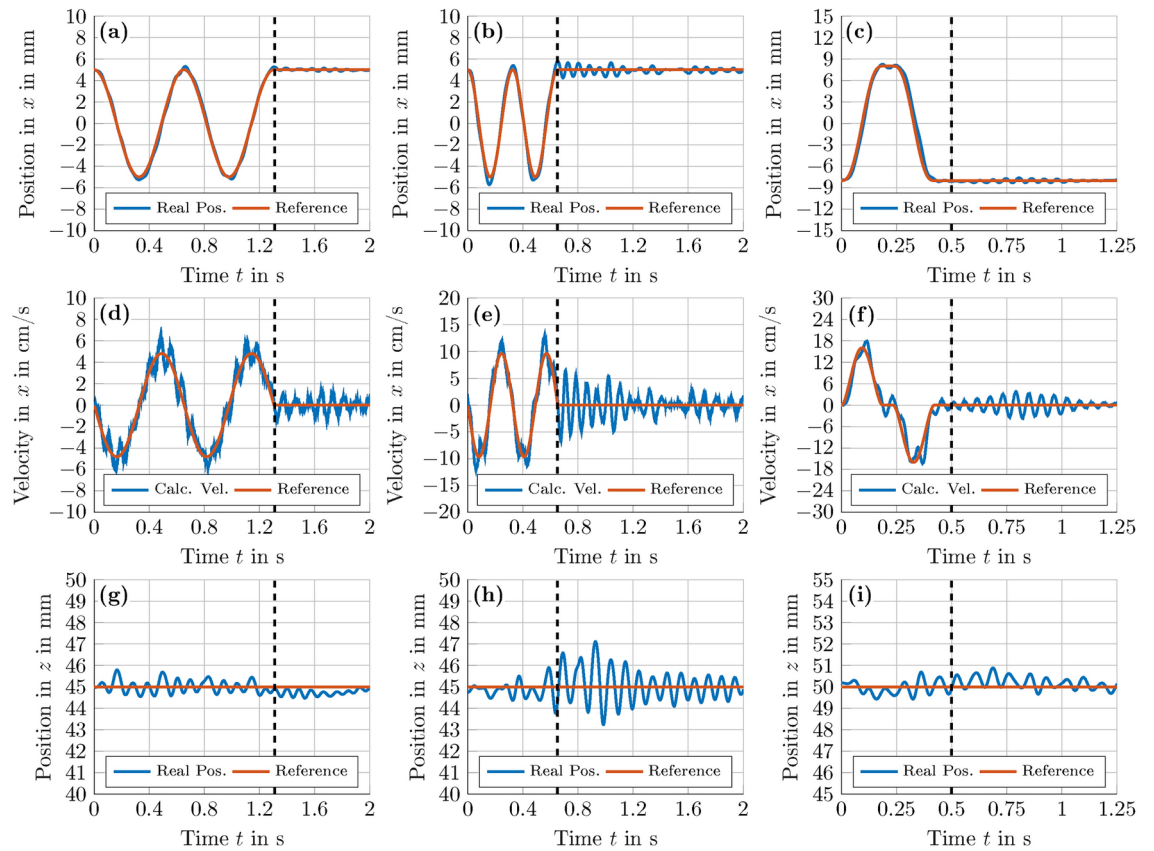 (a)
Position in x in mm
10
8
6
4
2
0
−2
−4
−6
−8
−10
Real Pos. Reference
0 0.4 0.8 1.2 1.6 2
Time t in s
(b)
Position in x in mm
10
8
6
4
2
0
−2
−4
−6
−8
−10
Real Pos. Reference
0 0.4 0.8 1.2 1.6 2
Time t in s
(c)
Position in x in mm
15
12
9
6
3
0
−3
−6
−9
−12
−15
Real Pos. Reference
0 0.25 0.5 0.75 1 1.25
Time t in s
(d)
Velocity in x in cm/s
10
8
6
4
2
0
−2
−4
−6
−8
−10
Calc. Vel. Reference
0 0.4 0.8 1.2 1.6 2
Time t in s
(e)
Velocity in x in cm/s
20
15
10
5
0
−5
−10
−15
−20
Calc. Vel. Reference
0 0.4 0.8 1.2 1.6 2
Time t in s
(f)
Velocity in x in cm/s
30
24
18
12
6
0
−6
−12
−18
−24
−30
Calc. Vel. Reference
0 0.25 0.5 0.75 1 1.25
Time t in s
(g)
Position in z in mm
50
49
48
47
46
45
44
43
42
41
40
Real Pos. Reference
0 0.4 0.8 1.2 1.6 2
Time t in s
(h)
Position in z in mm
50
49
48
47
46
45
44
43
42
41
40
Real Pos. Reference
0 0.4 0.8 1.2 1.6 2
Time t in s
(i)
Position in z in mm
55
54
53
52
51
50
49
48
47
46
45
Real Pos. Reference
0 0.25 0.5 0.75 1 1.25
Time t in s